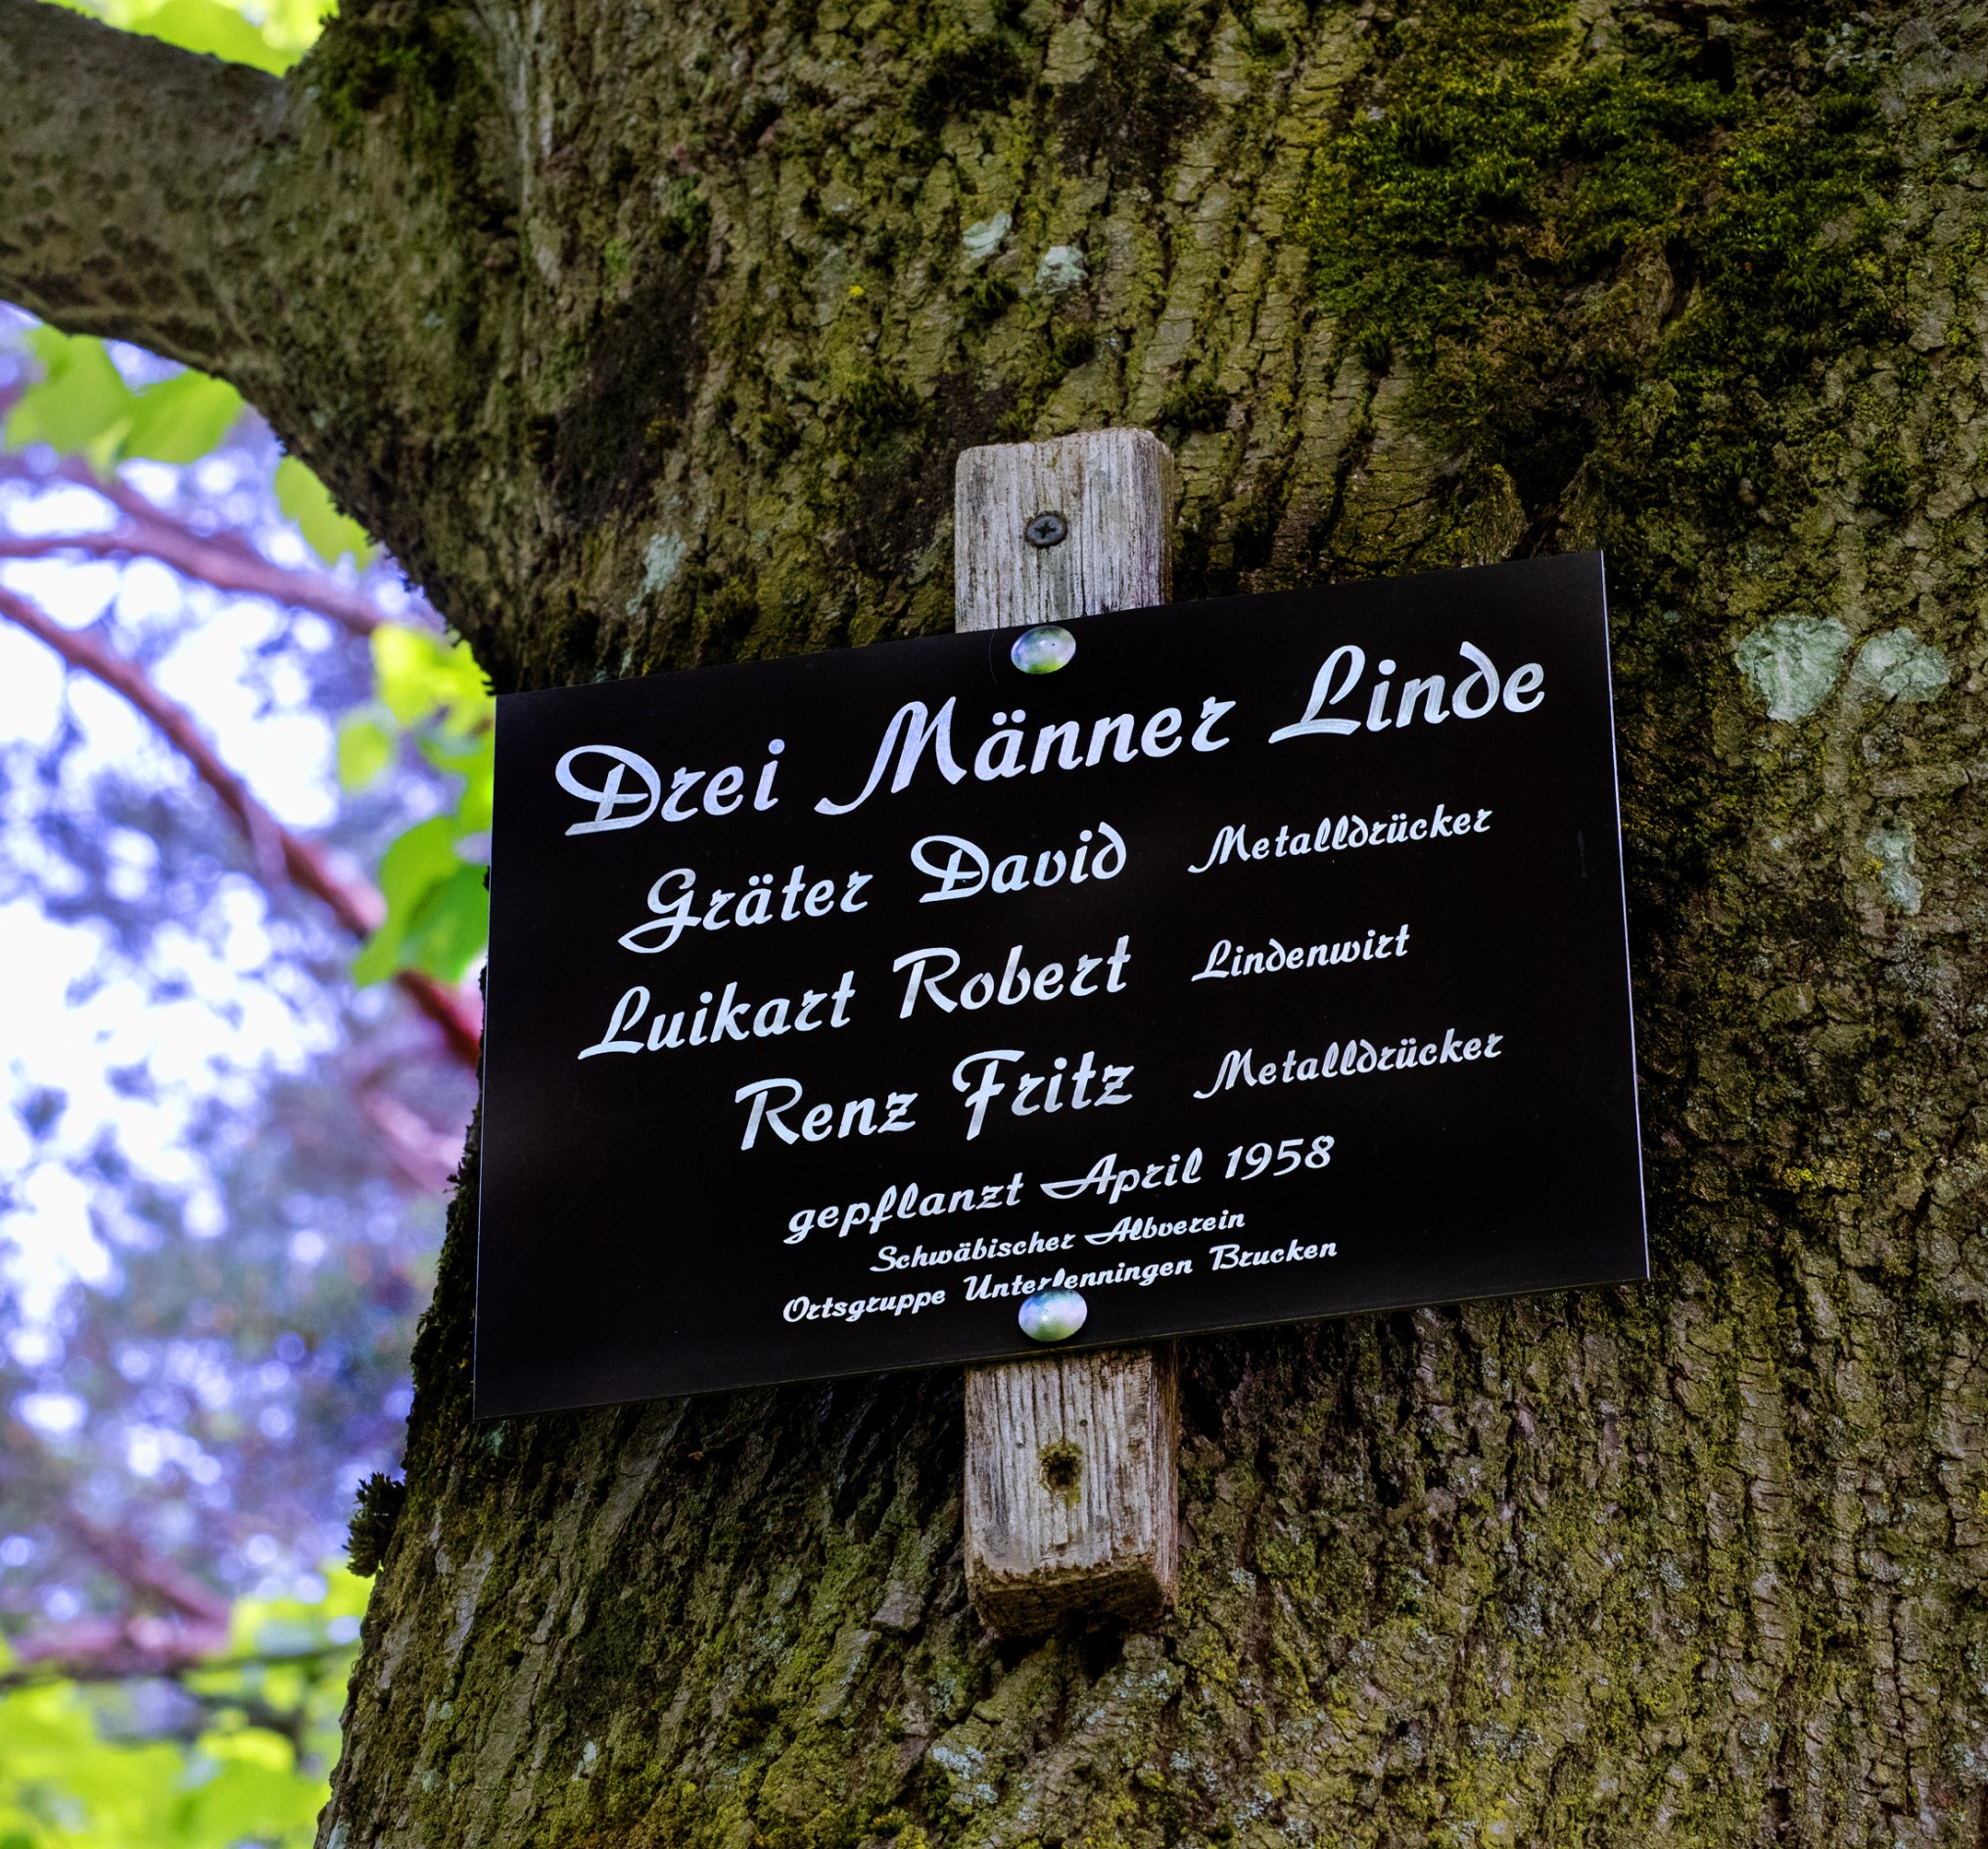 Drei Männer Linde
Gräter David Metalldrücker
Luikart Robert Lindenwirt
Renz Fritz Metalldrücker
gepflanzt April 1958
Schwäbischer Albverein
Ortsgruppe Unterlenningen Brucken